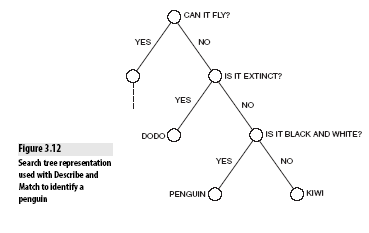 CAN IT FLY?
YES
NO
IS IT EXTINCT?
YES
NO
DODO
IS IT BLACK AND WHITE?
YES
NO
PENGUIN
KIWI
Figure 3.12
Search tree representation
used with Describe and
Match to identify a
penguin